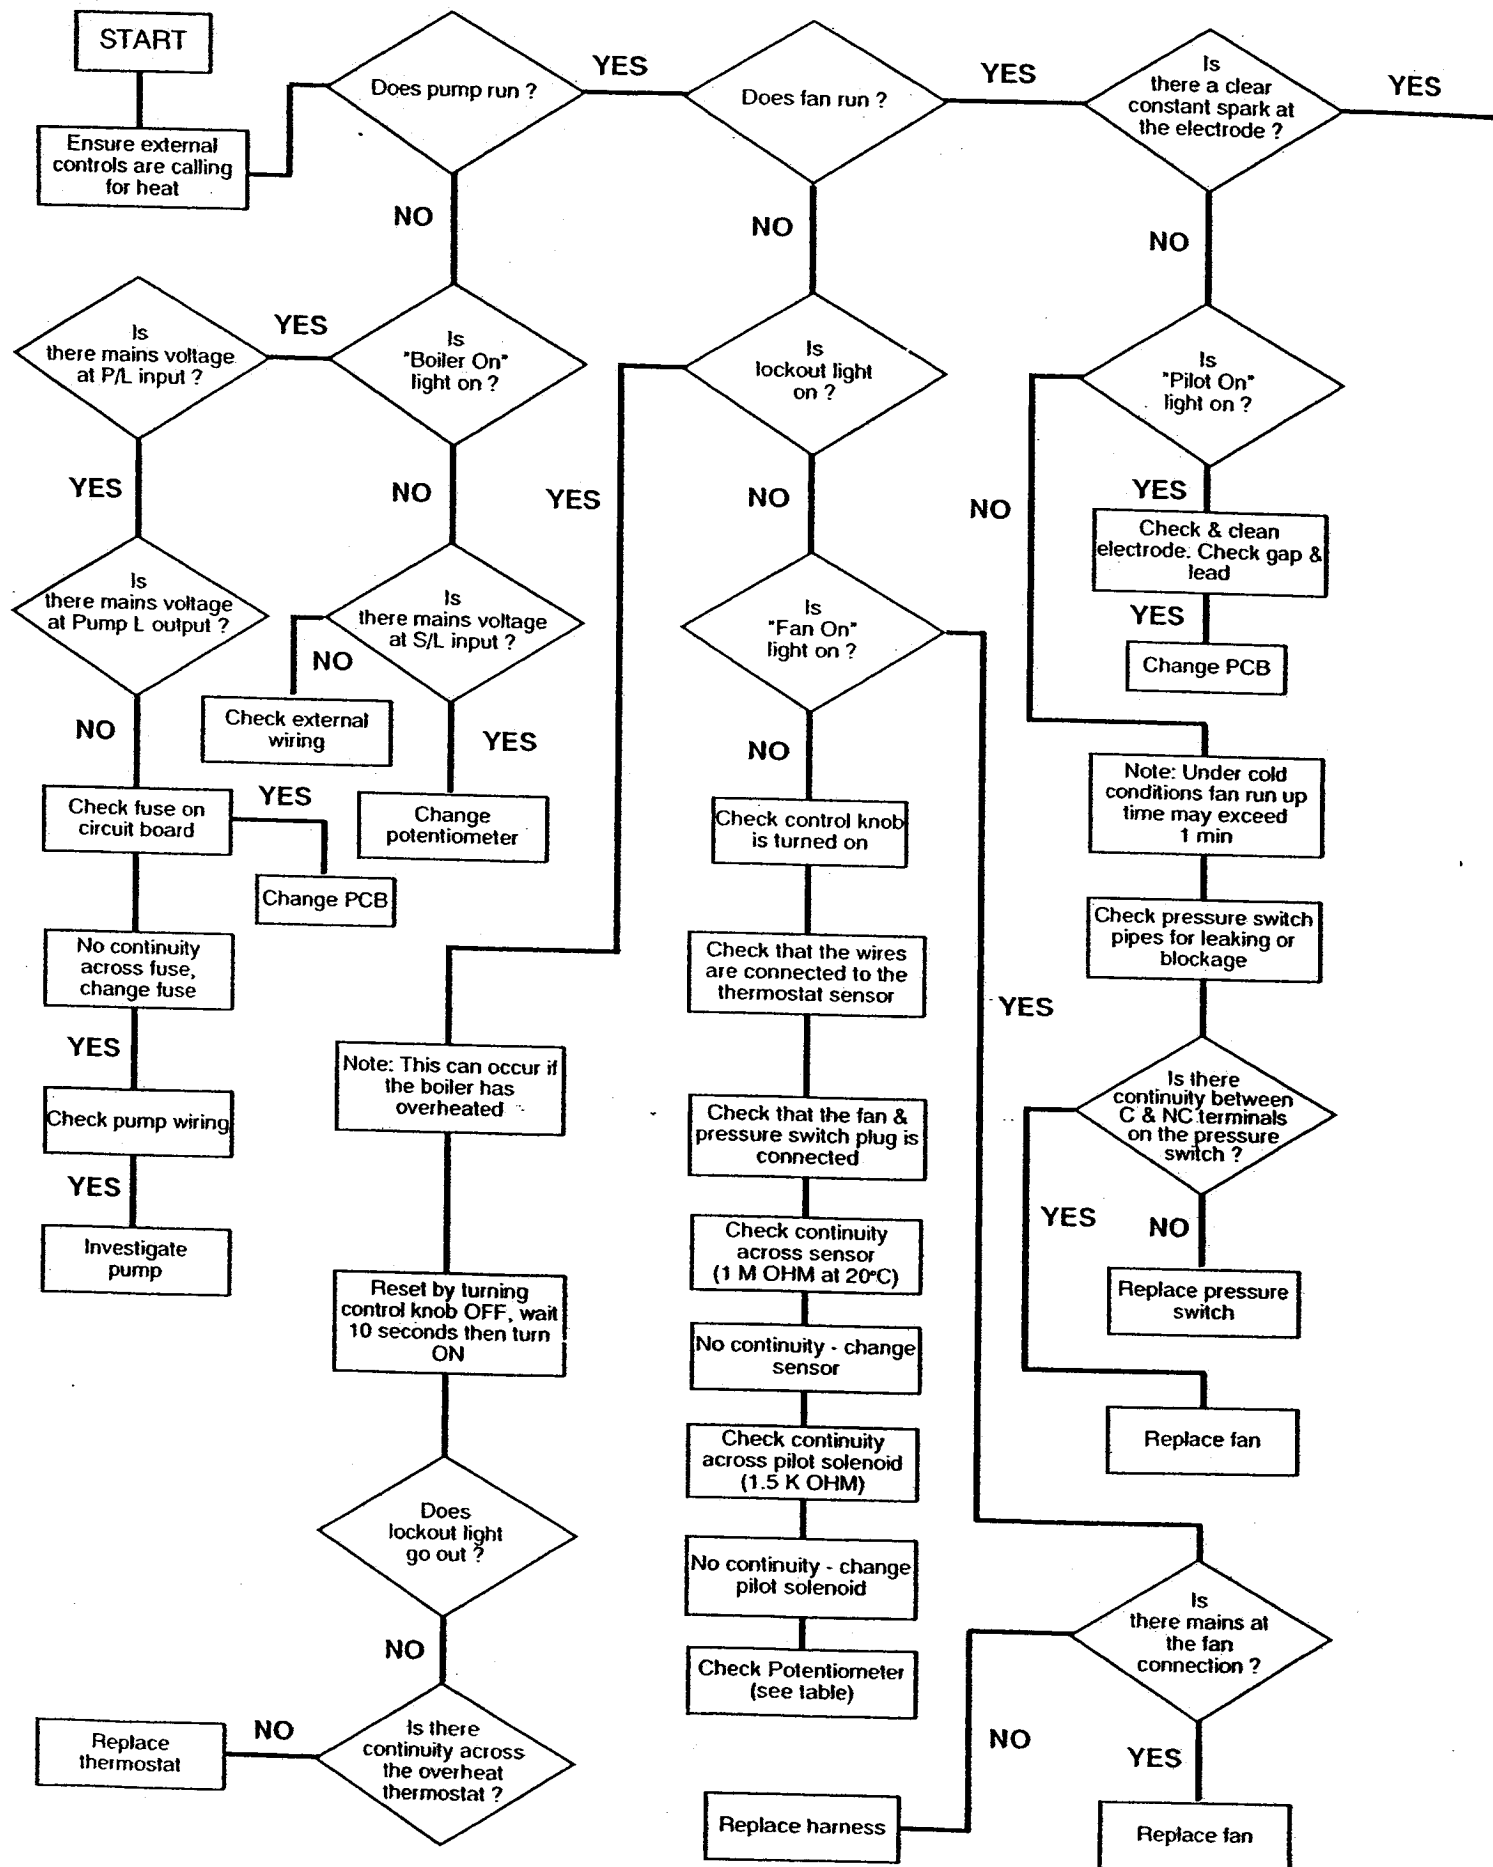 START
Ensure external
controls are calling
for heat
Does pump run ?
YES
Does fan run ?
YES
Is
there a clear
constant spark at
the electrode ?
YES
NO
NO
NO
Is
there mains voltage
at P/L input ?
YES
Is
"Boiler On"
light on ?
Is
lockout light
on ?
Is
"Pilot On"
light on ?
YES
NO
YES
NO
NO
YES
Check & clean
electrode. Check gap &
lead
YES
Change PCB
Is
there mains voltage
at Pump L output ?
Is
there mains voltage
at S/L input ?
NO
Check external
wiring
YES
Change
potentiometer
Is
"Fan On"
light on ?
NO
NO
Check fuse on
circuit board
YES
Change PCB
No continuity
across fuse,
change fuse
YES
Check pump wiring
YES
Investigate
pump
Note: This can occur if
the boiler has
overheated
Reset by turning
control knob OFF, wait
10 seconds then turn
ON
Does
lockout light
go out ?
NO
Is there
continuity across
the overheat
thermostat ?
NO
Replace
thermostat
Check control knob
is turned on
Check that the wires
are connected to the
thermostat sensor
Check that the fan &
pressure switch plug is
connected
Check continuity
across sensor
(1 M OHM at 20°C)
No continuity - change
sensor
Check continuity
across pilot solenoid
(1.5 K OHM)
No continuity - change
pilot solenoid
Check Potentiometer
(see table)
YES
Note: Under cold
conditions fan run up
time may exceed
1 min
Check pressure switch
pipes for leaking or
blockage
Is there
continuity between
C & NC terminals
on the pressure
switch ?
YES
NO
Replace pressure
switch
Replace fan
Is
there mains at
the fan
connection ?
NO
YES
Replace harness
Replace fan